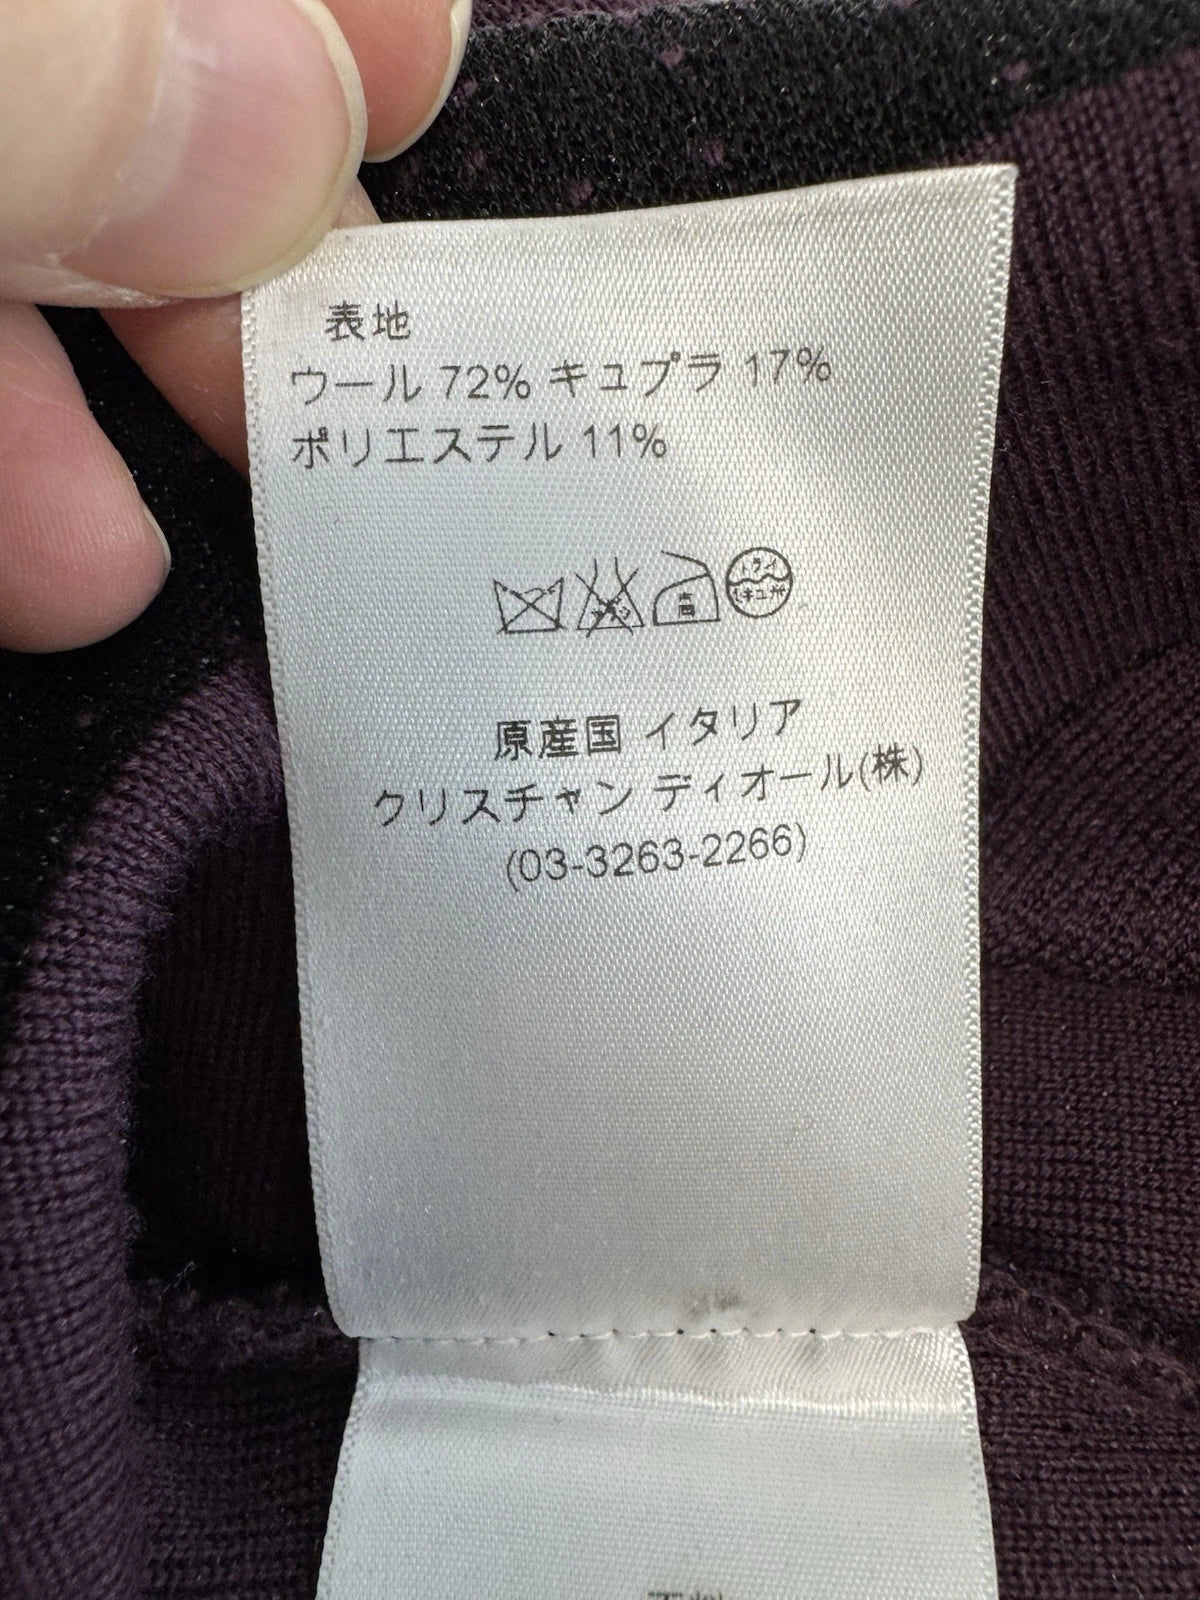 表地
ウール 72% キュプラ 17%
ポリエステル 11%
高
原産国 イタリア
クリスチャン ディオール(株)
(03-3263-2266)